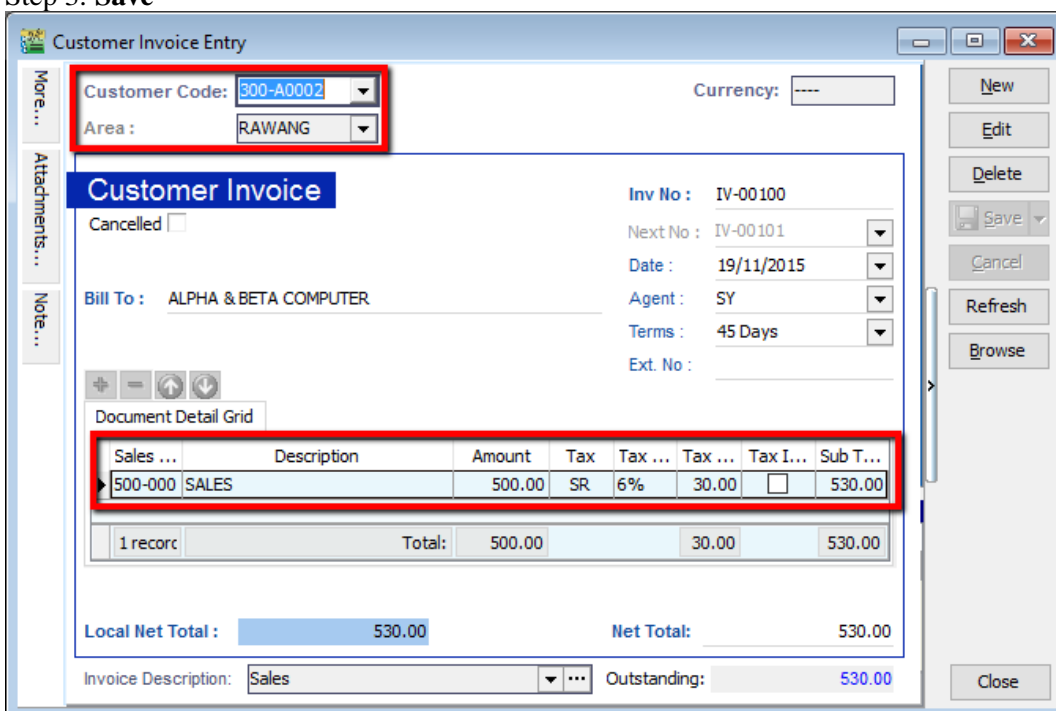 Step 3: Save
Customer Invoice Entry
More...
Attachments...
Note...
Customer Code: 300-A0002
Currency: ----
Area : RAWANG
Customer Invoice
Cancelled
Inv No : IV-00100
Next No : IV-00101
Date : 19/11/2015
Bill To : ALPHA & BETA COMPUTER
Agent : SY
Terms : 45 Days
Ext. No :
Document Detail Grid
Sales ... Description Amount Tax Tax ... Tax ... Tax I... Sub T...
500-000 SALES 500.00 SR 6% 30.00 530.00
1 recorc Total: 500.00 30.00 530.00
Local Net Total : 530.00 Net Total: 530.00
Invoice Description: Sales Outstanding: 530.00
New
Edit
Delete
Save
Cancel
Refresh
Browse
Close